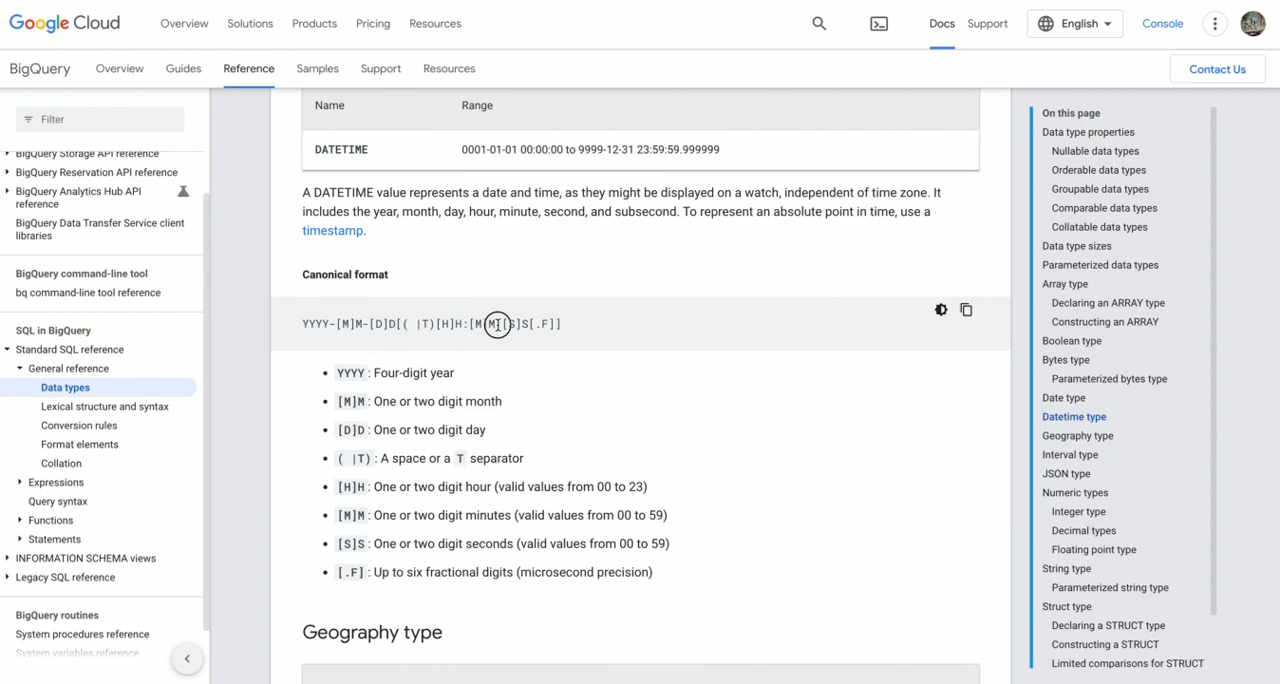 Google Cloud
Overview
Solutions
Products
Pricing
Resources
Docs
Support
English
Console
BigQuery
Overview
Guides
Reference
Samples
Support
Resources
Contact Us
Filter
BigQuery Storage API reference
BigQuery Reservation API reference
BigQuery Analytics Hub API
reference
BigQuery Data Transfer Service client
libraries
BigQuery command-line tool
bq command-line tool reference
SQL in BigQuery
Standard SQL reference
General reference
Data types
Lexical structure and syntax
Conversion rules
Format elements
Collation
Expressions
Query syntax
Functions
Statements
INFORMATION SCHEMA views
Legacy SQL reference
BigQuery routines
System procedures reference
System variables reference
Name Range
DATETIME 0001-01-01 00:00:00 to 9999-12-31 23:59:59.999999
A DATETIME value represents a date and time, as they might be displayed on a watch, independent of time zone. It
includes the year, month, day, hour, minute, second, and subsecond. To represent an absolute point in time, use a
timestamp.
Canonical format
YYYY-[M]M-[D]D[( |T)[H]H:[M]M:[S]S[.F]]
• YYYY: Four-digit year
• [M]M: One or two digit month
• [D]D: One or two digit day
• ( |T): A space or a T separator
• [H]H: One or two digit hour (valid values from 00 to 23)
• [M]M: One or two digit minutes (valid values from 00 to 59)
• [S]S: One or two digit seconds (valid values from 00 to 59)
• [.F]: Up to six fractional digits (microsecond precision)
Geography type
On this page
Data type properties
Nullable data types
Orderable data types
Groupable data types
Comparable data types
Collatable data types
Data type sizes
Parameterized data types
Array type
Declaring an ARRAY type
Constructing an ARRAY
Boolean type
Bytes type
Parameterized bytes type
Date type
Datetime type
Geography type
Interval type
JSON type
Numeric types
Integer type
Decimal types
Floating point type
String type
Parameterized string type
Struct type
Declaring a STRUCT type
Constructing a STRUCT
Limited comparisons for STRUCT